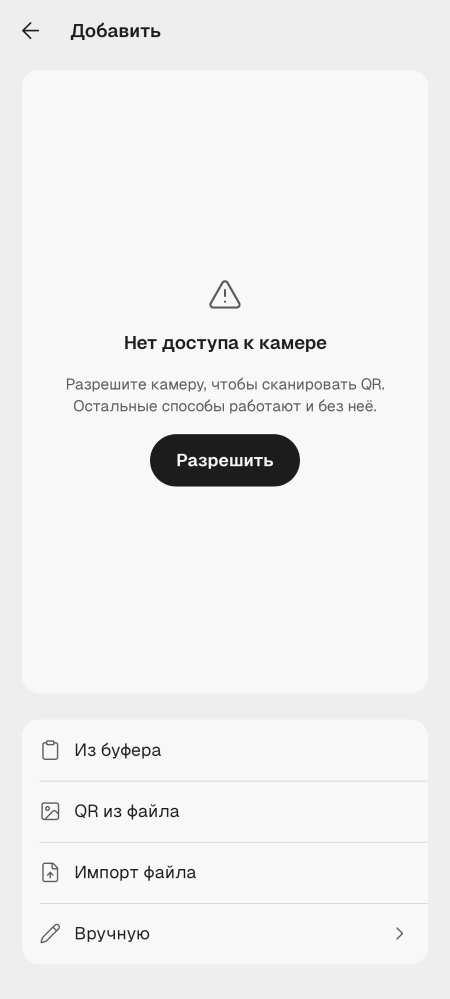 Добавить
Нет доступа к камере
Разрешите камеру, чтобы сканировать QR.
Остальные способы работают и без неё.
Разрешить
Из буфера
QR из файла
Импорт файла
Вручную